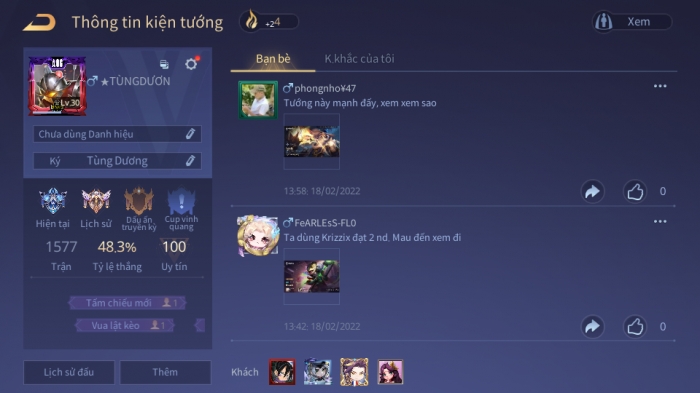 Thông tin kiện tướng
+24
Xem
Bạn bè
K.khắc của tôi
★TÙNGDƯƠN
Lv.30
Chưa dùng Danh hiệu
Ký Tùng Dương
Hiện tại
Lịch sử
Dấu ấn truyền kỳ
Cup vinh quang
1577
48.3%
100
Trận
Tỷ lệ thắng
Uy tín
Tấm chiếu mới 1
Vua lật kèo 1
Lịch sử đấu
Thêm
phongnho¥47
Tướng này mạnh đấy, xem xem sao
13:58 18/02/2022
0
FeARLEsS-FL0
Ta dùng Krizzix đạt 2 nd. Mau đến xem đi
13:42 18/02/2022
0
Khách